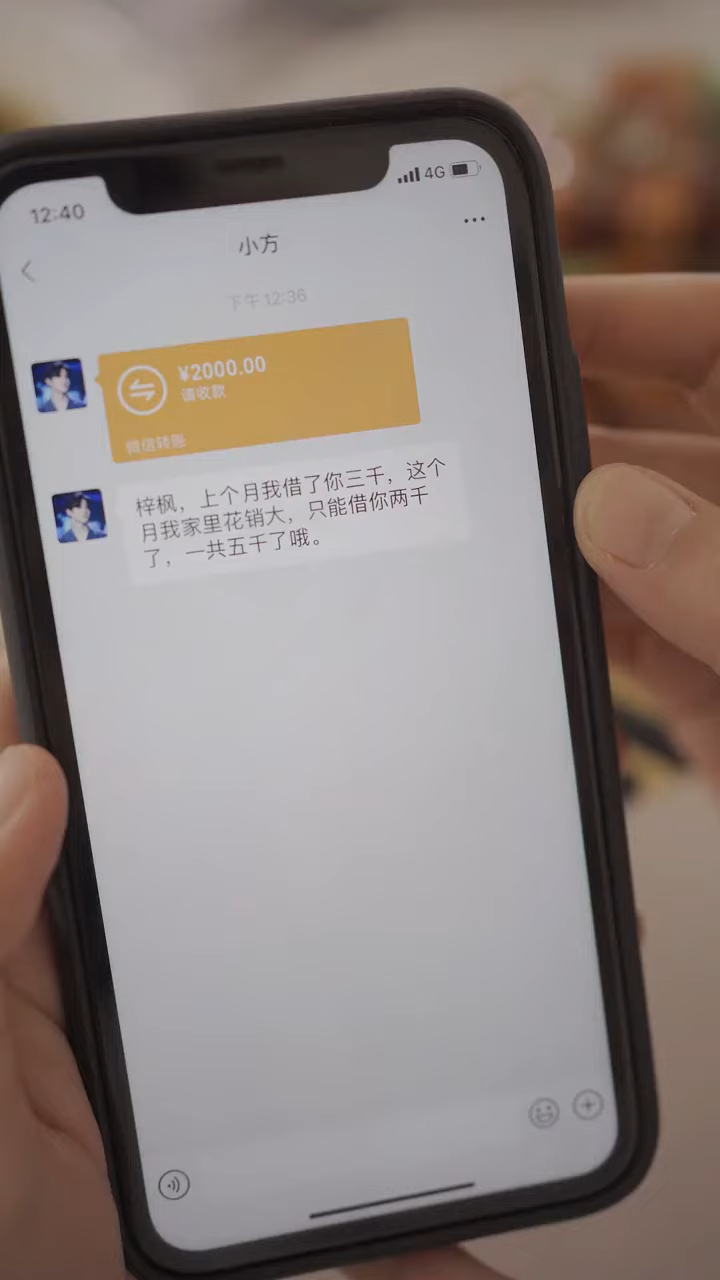 12:40
4G
小方
下午 12:36
¥2000.00
请收款
微信转账
梓枫，上个月我借了你三千，这个
月我家里花销大，只能借你两千
了，一共五千了哦。